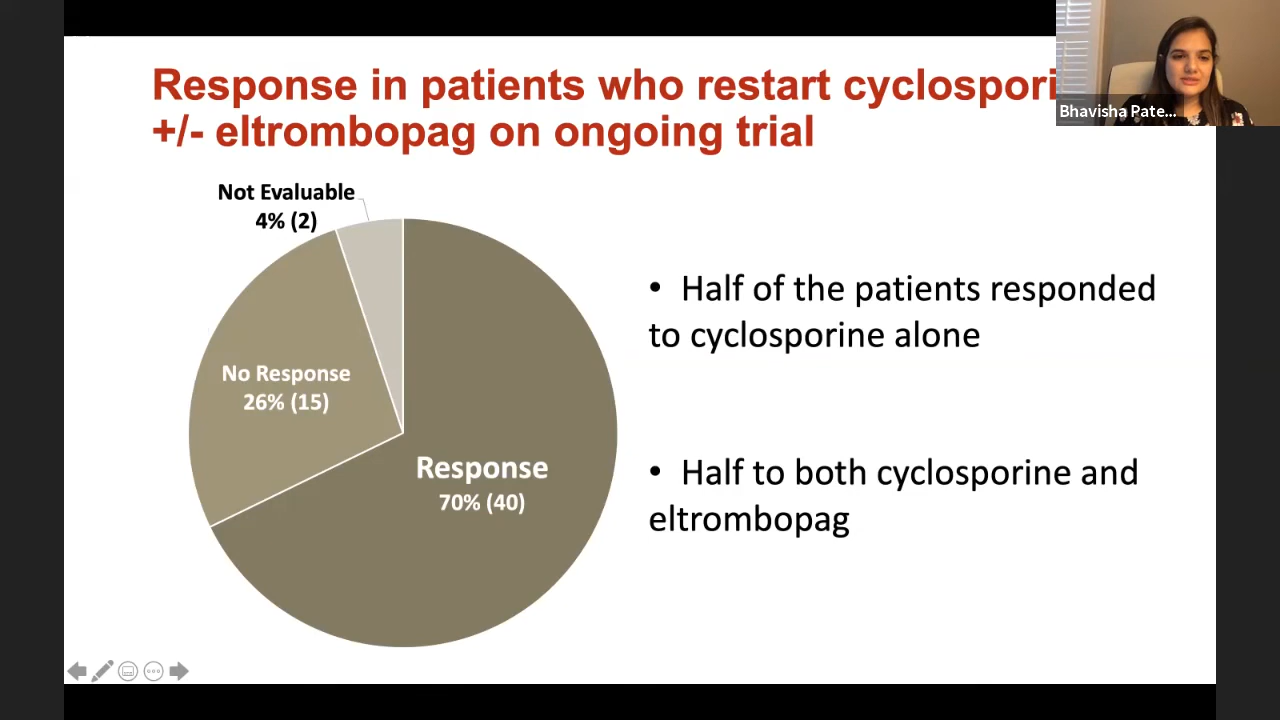 Response in patients who restart cyclospori
+/- eltrombopag on ongoing trial
Bhavisha Pate...
Not Evaluable
4% (2)
No Response
26% (15)
Response
70% (40)
• Half of the patients responded
to cyclosporine alone
• Half to both cyclosporine and
eltrombopag